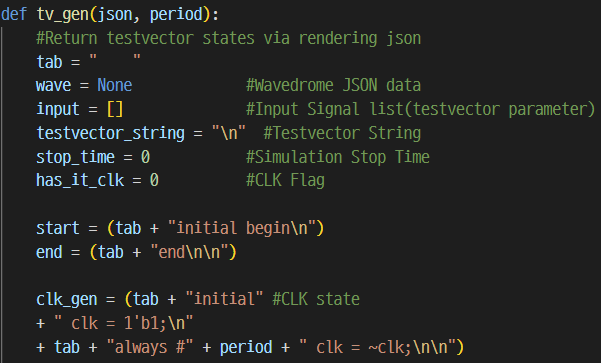 def tv_gen(json, period):
    #Return testvector states via rendering json
    tab = "    "
    wave = None             #Wavedrome JSON data
    input = []              #Input Signal list(testvector parameter)
    testvector_string = "\n"  #Testvector String
    stop_time = 0           #Simulation Stop Time
    has_it_clk = 0          #CLK Flag

    start = (tab + "initial begin\n")
    end = (tab + "end\n\n")

    clk_gen = (tab + "initial" #CLK state
    + " clk = 1'b1;\n"
    + tab + "always #" + period + " clk = ~clk;\n\n")